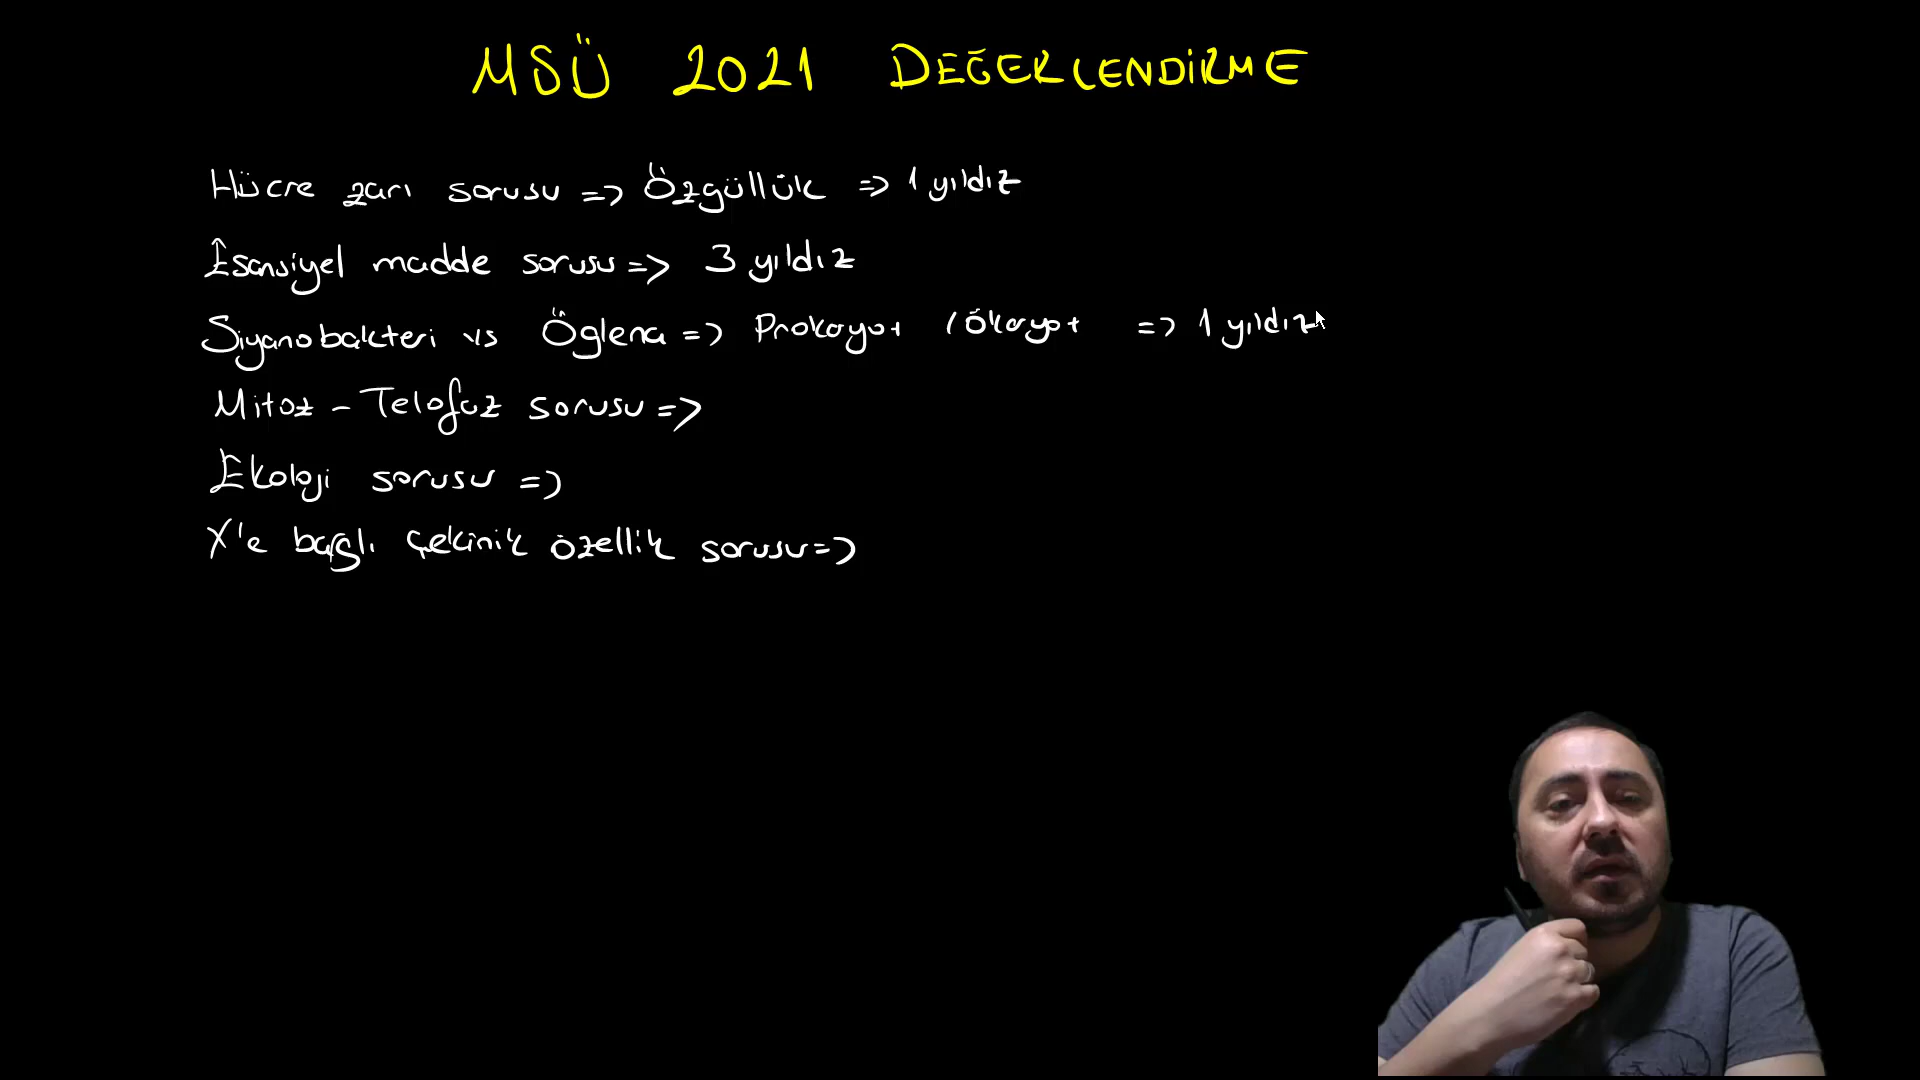 MSÜ 2021 DEĞERLENDİRME
Hücre zarı sorusu => Özgüllük => 1 yıldız
Esansiyel madde sorusu => 3 yıldız
Siyanobakteri vs Öglena => Prokaryot / Ökaryot => 1 yıldız
Mitoz - Telofaz sorusu =>
Ekoloji sorusu =>
X'e bağlı çekinik özellik sorusu =>